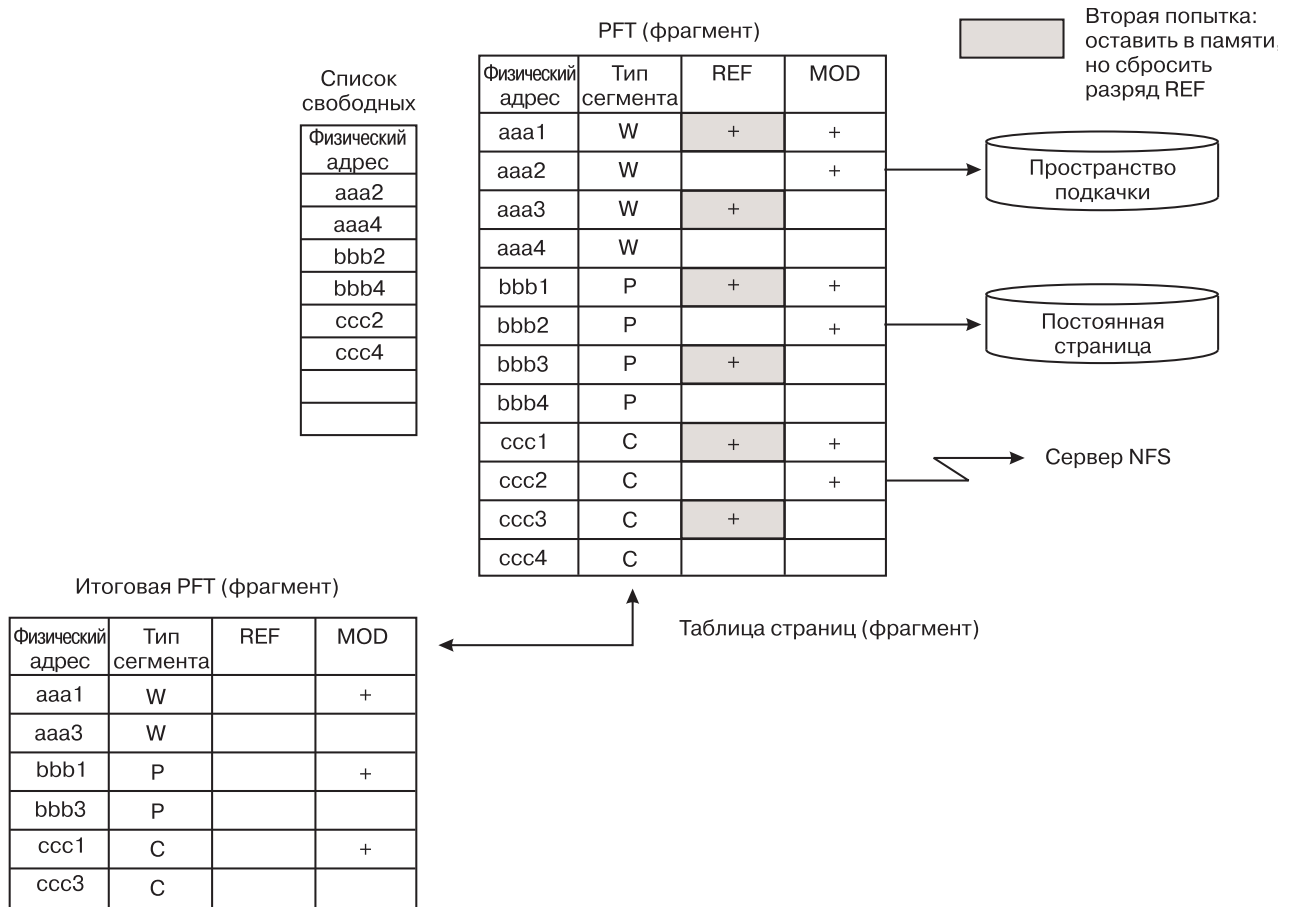 PFT (фрагмент)
Вторая попытка:
оставить в памяти,
но сбросить
разряд REF
Список
свободных
Физический
адрес
aaa2
aaa4
bbb2
bbb4
ccc2
ccc4
Физический адрес Тип сегмента REF MOD
aaa1 W + +
aaa2 W +
aaa3 W +
aaa4 W
bbb1 P + +
bbb2 P +
bbb3 P +
bbb4 P
ccc1 C + +
ccc2 C +
ccc3 C +
ccc4 C
Пространство
подкачки
Постоянная
страница
Сервер NFS
Таблица страниц (фрагмент)
Итоговая PFT (фрагмент)
Физический адрес Тип сегмента REF MOD
aaa1 W +
aaa3 W
bbb1 P +
bbb3 P
ccc1 C +
ccc3 C